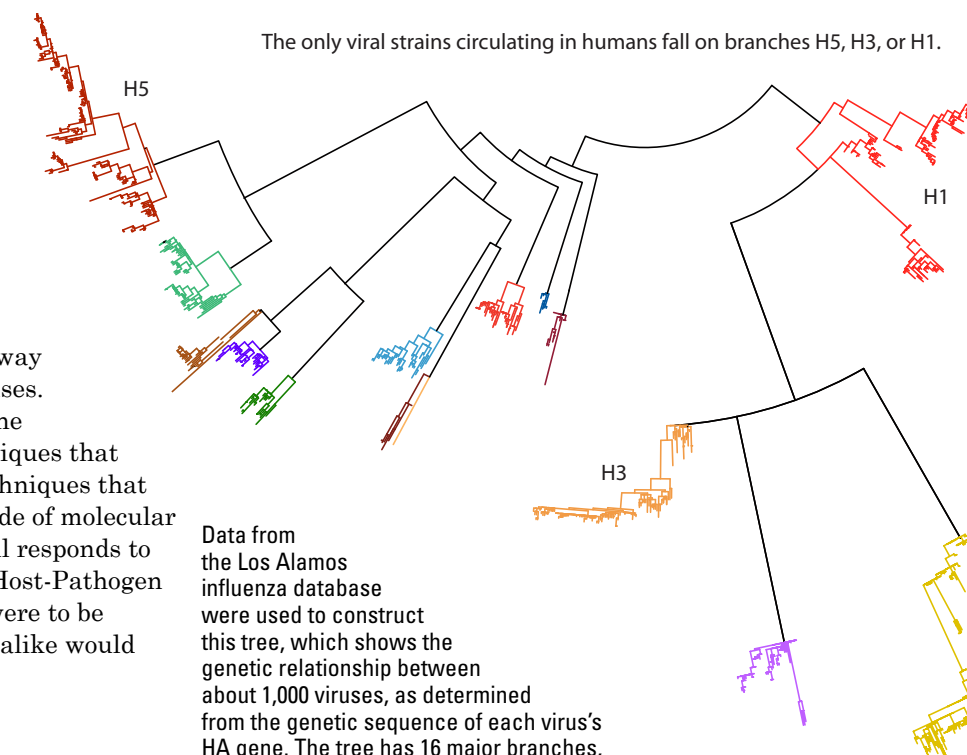 The only viral strains circulating in humans fall on branches H5, H3, or H1.
H5
H1
H3
way
ses.
ne
iques that
hniques that
de of molecular
l responds to
Host-Pathogen
were to be
alike would
Data from
the Los Alamos
influenza database
were used to construct
this tree, which shows the
genetic relationship between
about 1,000 viruses, as determined
from the genetic sequence of each virus's
HA gene. The tree has 16 major branches,